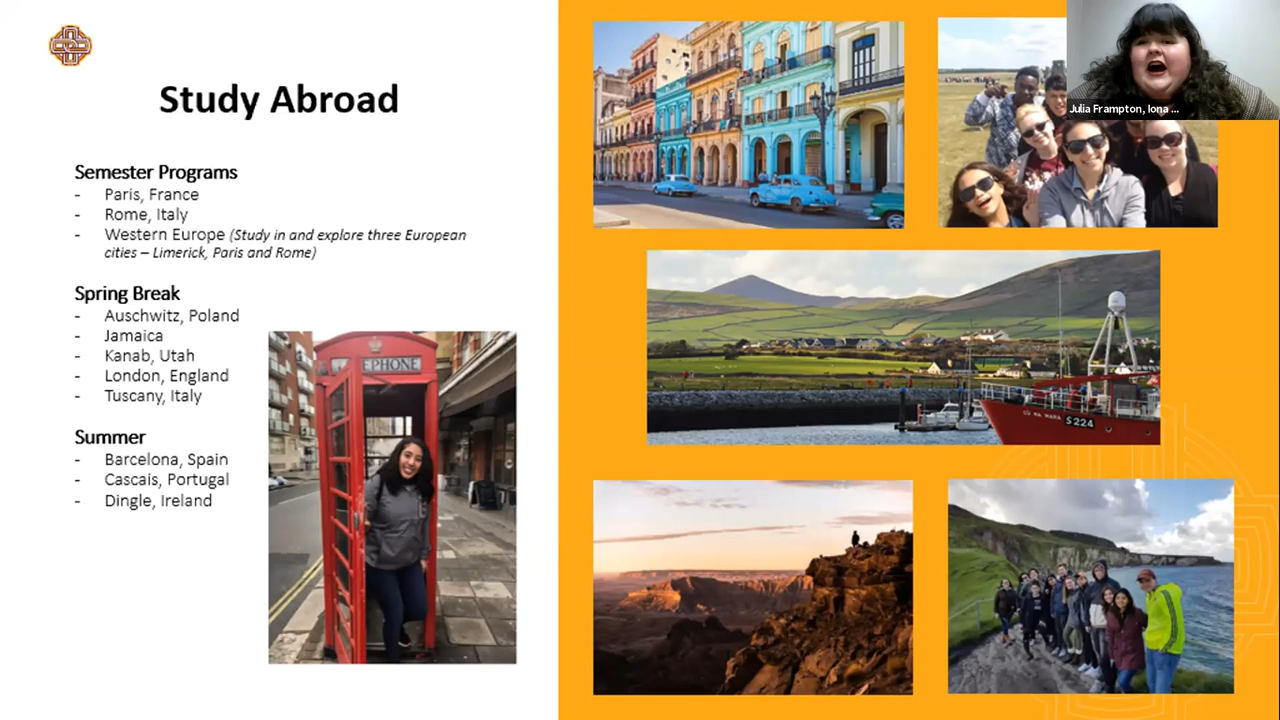 Study Abroad
Semester Programs
- Paris, France
- Rome, Italy
- Western Europe (Study in and explore three European
cities – Limerick, Paris and Rome)
Spring Break
- Auschwitz, Poland
- Jamaica
- Kanab, Utah
- London, England
- Tuscany, Italy
Summer
- Barcelona, Spain
- Cascais, Portugal
- Dingle, Ireland
EPHONE
Julia Frampton, Iona ...
S224